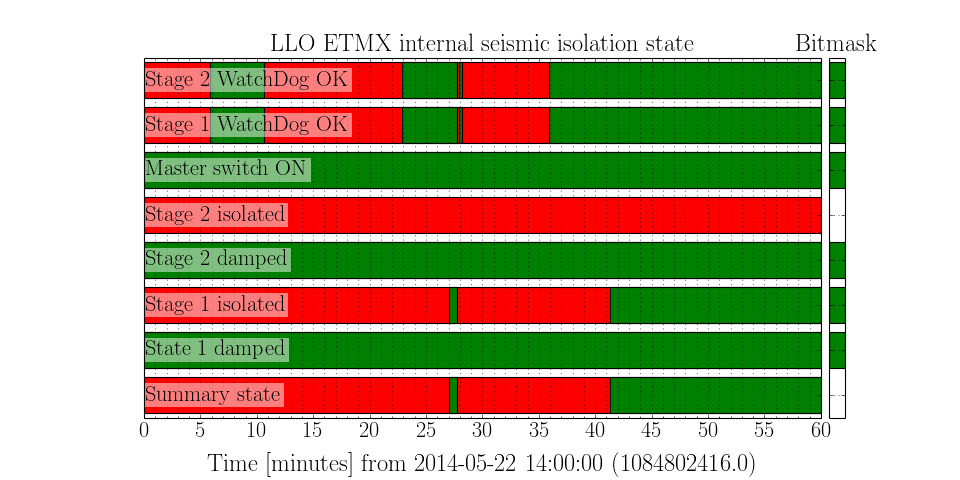 LLO ETMX internal seismic isolation state
Bitmask
Stage 2 WatchDog OK
Stage 1 WatchDog OK
Master switch ON
Stage 2 isolated
Stage 2 damped
Stage 1 isolated
State 1 damped
Summary state
0 5 10 15 20 25 30 35 40 45 50 55 60
Time [minutes] from 2014-05-22 14:00:00 (1084802416.0)